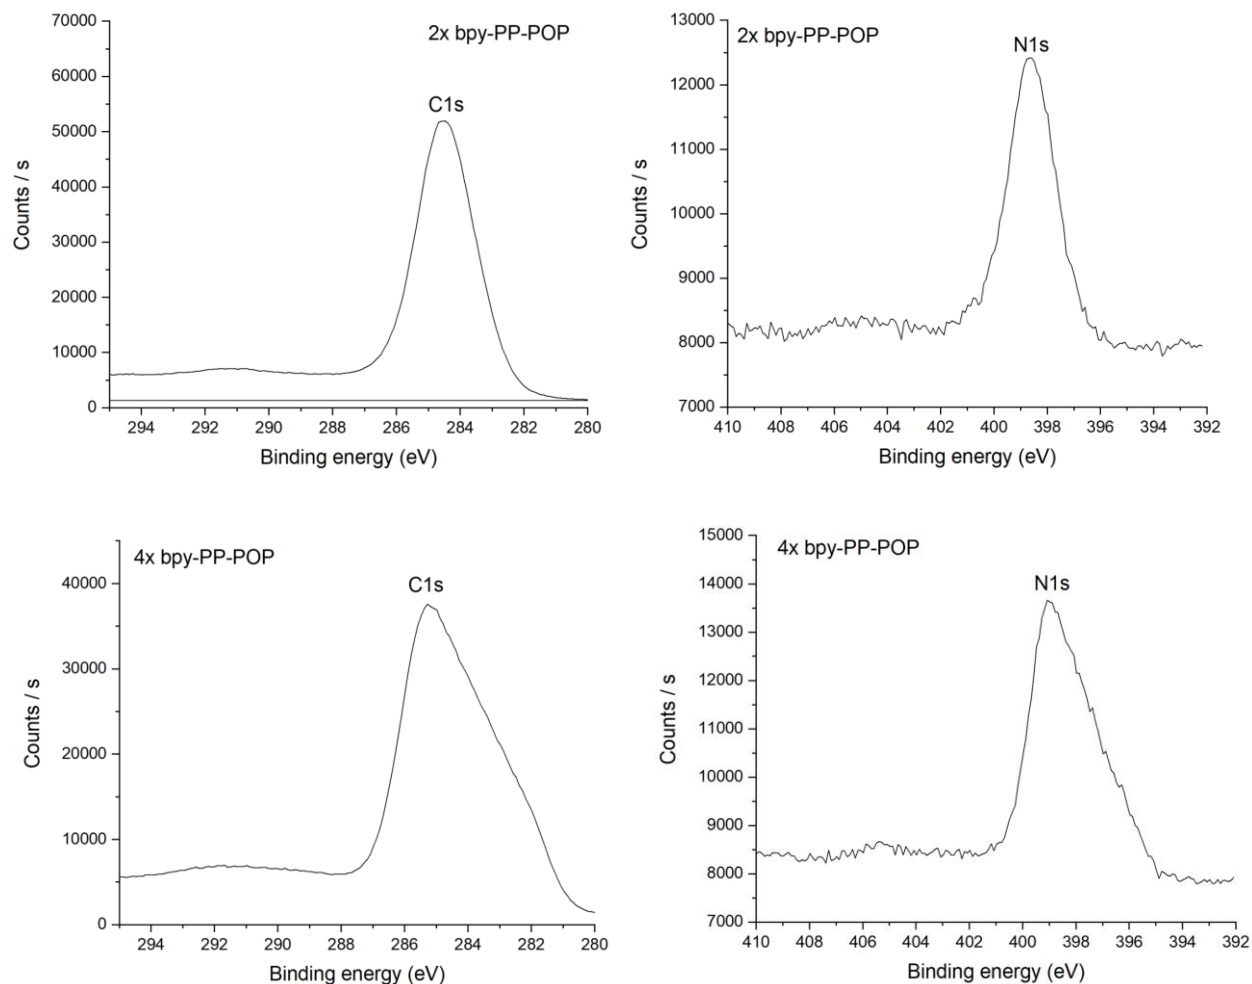 2x bpy-PP-POP
C1s
70000
60000
50000
40000
30000
20000
10000
0
Counts / s
294 292 290 288 286 284 282 280
Binding energy (eV)
2x bpy-PP-POP
N1s
13000
12000
11000
10000
9000
8000
7000
Counts / s
410 408 406 404 402 400 398 396 394 392
Binding energy (eV)
4x bpy-PP-POP
C1s
40000
30000
20000
10000
0
Counts / s
294 292 290 288 286 284 282 280
Binding energy (eV)
4x bpy-PP-POP
N1s
15000
14000
13000
12000
11000
10000
9000
8000
7000
Counts / s
410 408 406 404 402 400 398 396 394 392
Binding energy (eV)